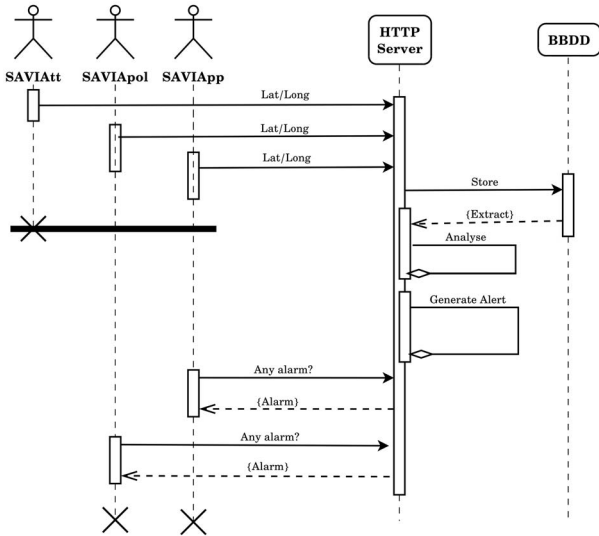 HTTP
Server
BBDD
SAVIAtt
SAVIApol
SAVIApp
Lat/Long
Lat/Long
Lat/Long
Store
{Extract}
Analyse
Generate Alert
Any alarm?
{Alarm}
Any alarm?
{Alarm}